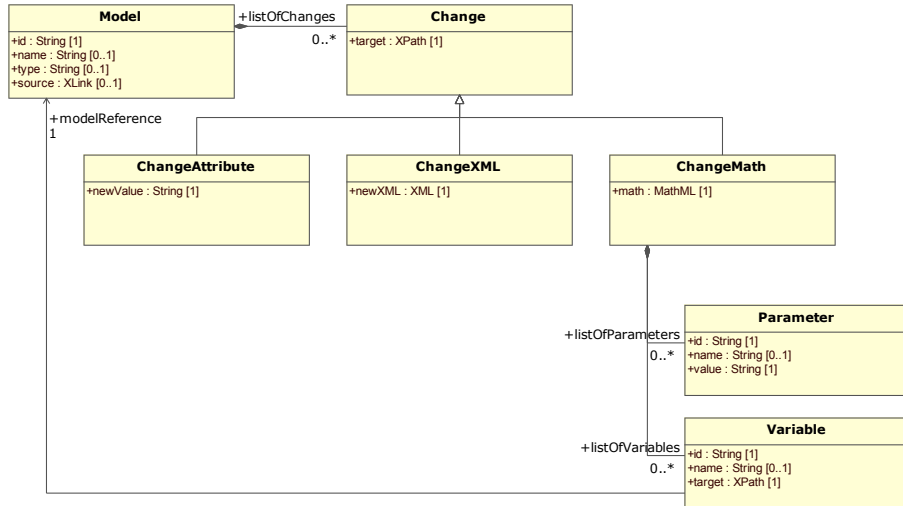 Model
+id : String [1]
+name : String [0..1]
+type : String [0..1]
+source : XLink [0..1]
+listOfChanges
0..*
Change
+target : XPath [1]
+modelReference
1
ChangeAttribute
+newValue : String [1]
ChangeXML
+newXML : XML [1]
ChangeMath
+math : MathML [1]
+listOfParameters
0..*
Parameter
+id : String [1]
+name : String [0..1]
+value : String [1]
+listOfVariables
0..*
Variable
+id : String [1]
+name : String [0..1]
+target : XPath [1]